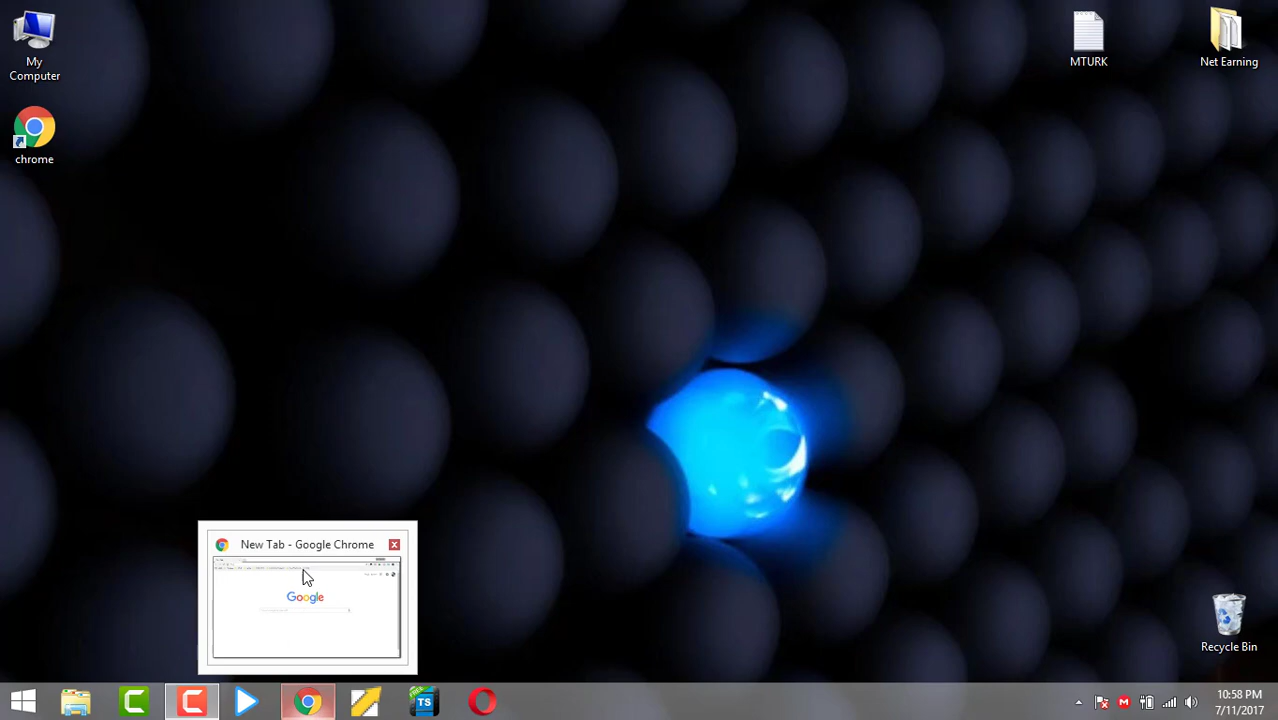 My
Computer
chrome
MTURK
Net Earning
New Tab - Google Chrome
Google
Recycle Bin
TS
10:58 PM
7/11/2017